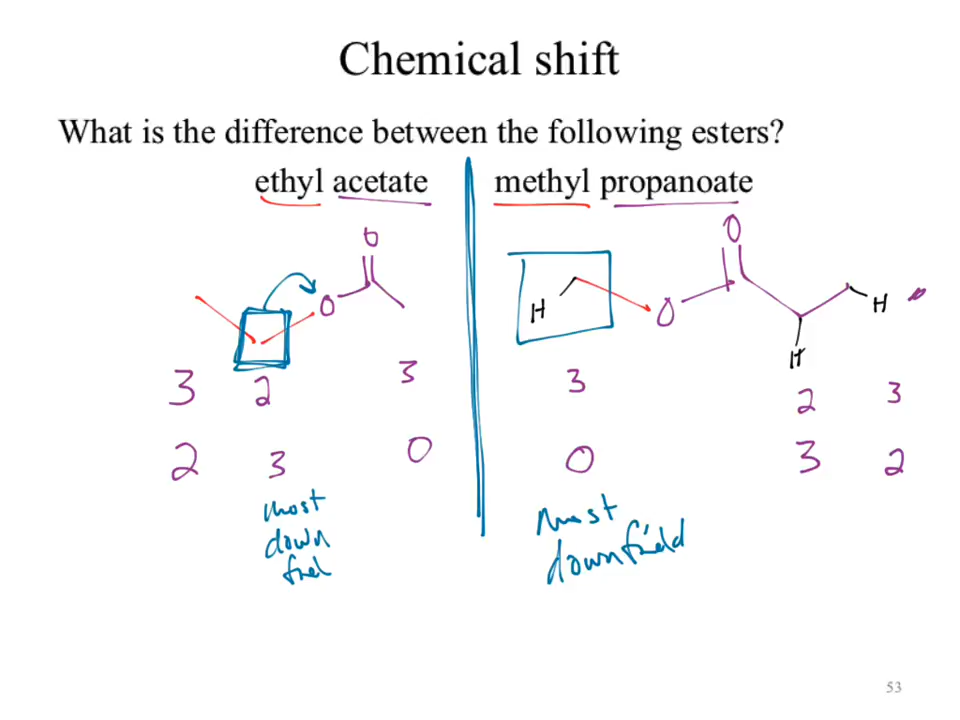 Chemical shift
What is the difference between the following esters?
ethyl acetate methyl propanoate
O O
O H O H
H
3 2 3 3 2 3
2 3 0 0 3 2
most most
down downfield
53